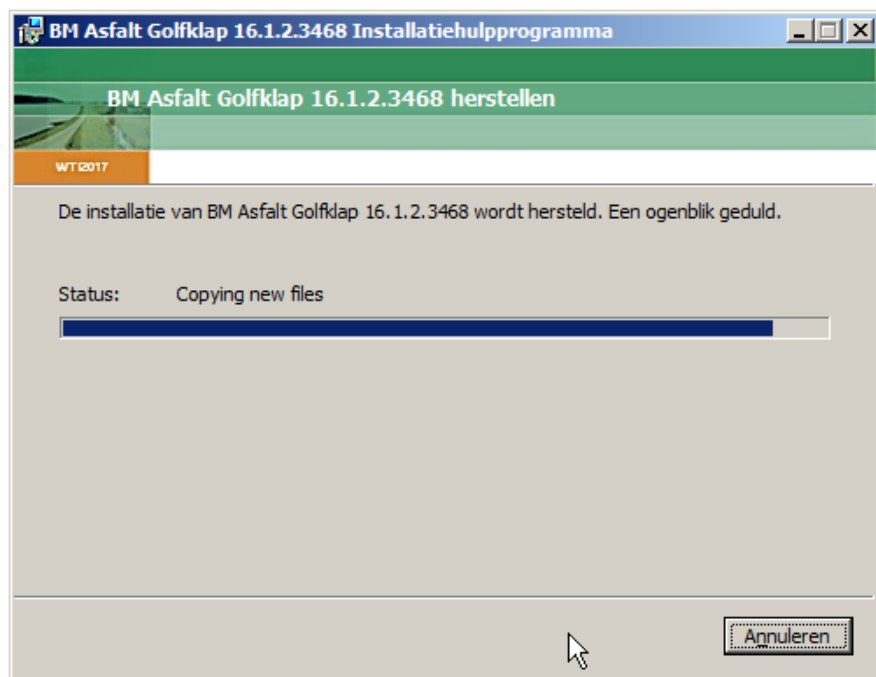 BM Asfalt Golfklap 16.1.2.3468 Installatiehulpprogramma
BM Asfalt Golfklap 16.1.2.3468 herstellen
WTI2017
De installatie van BM Asfalt Golfklap 16.1.2.3468 wordt hersteld. Een ogenblik geduld.
Status: Copying new files
Annuleren